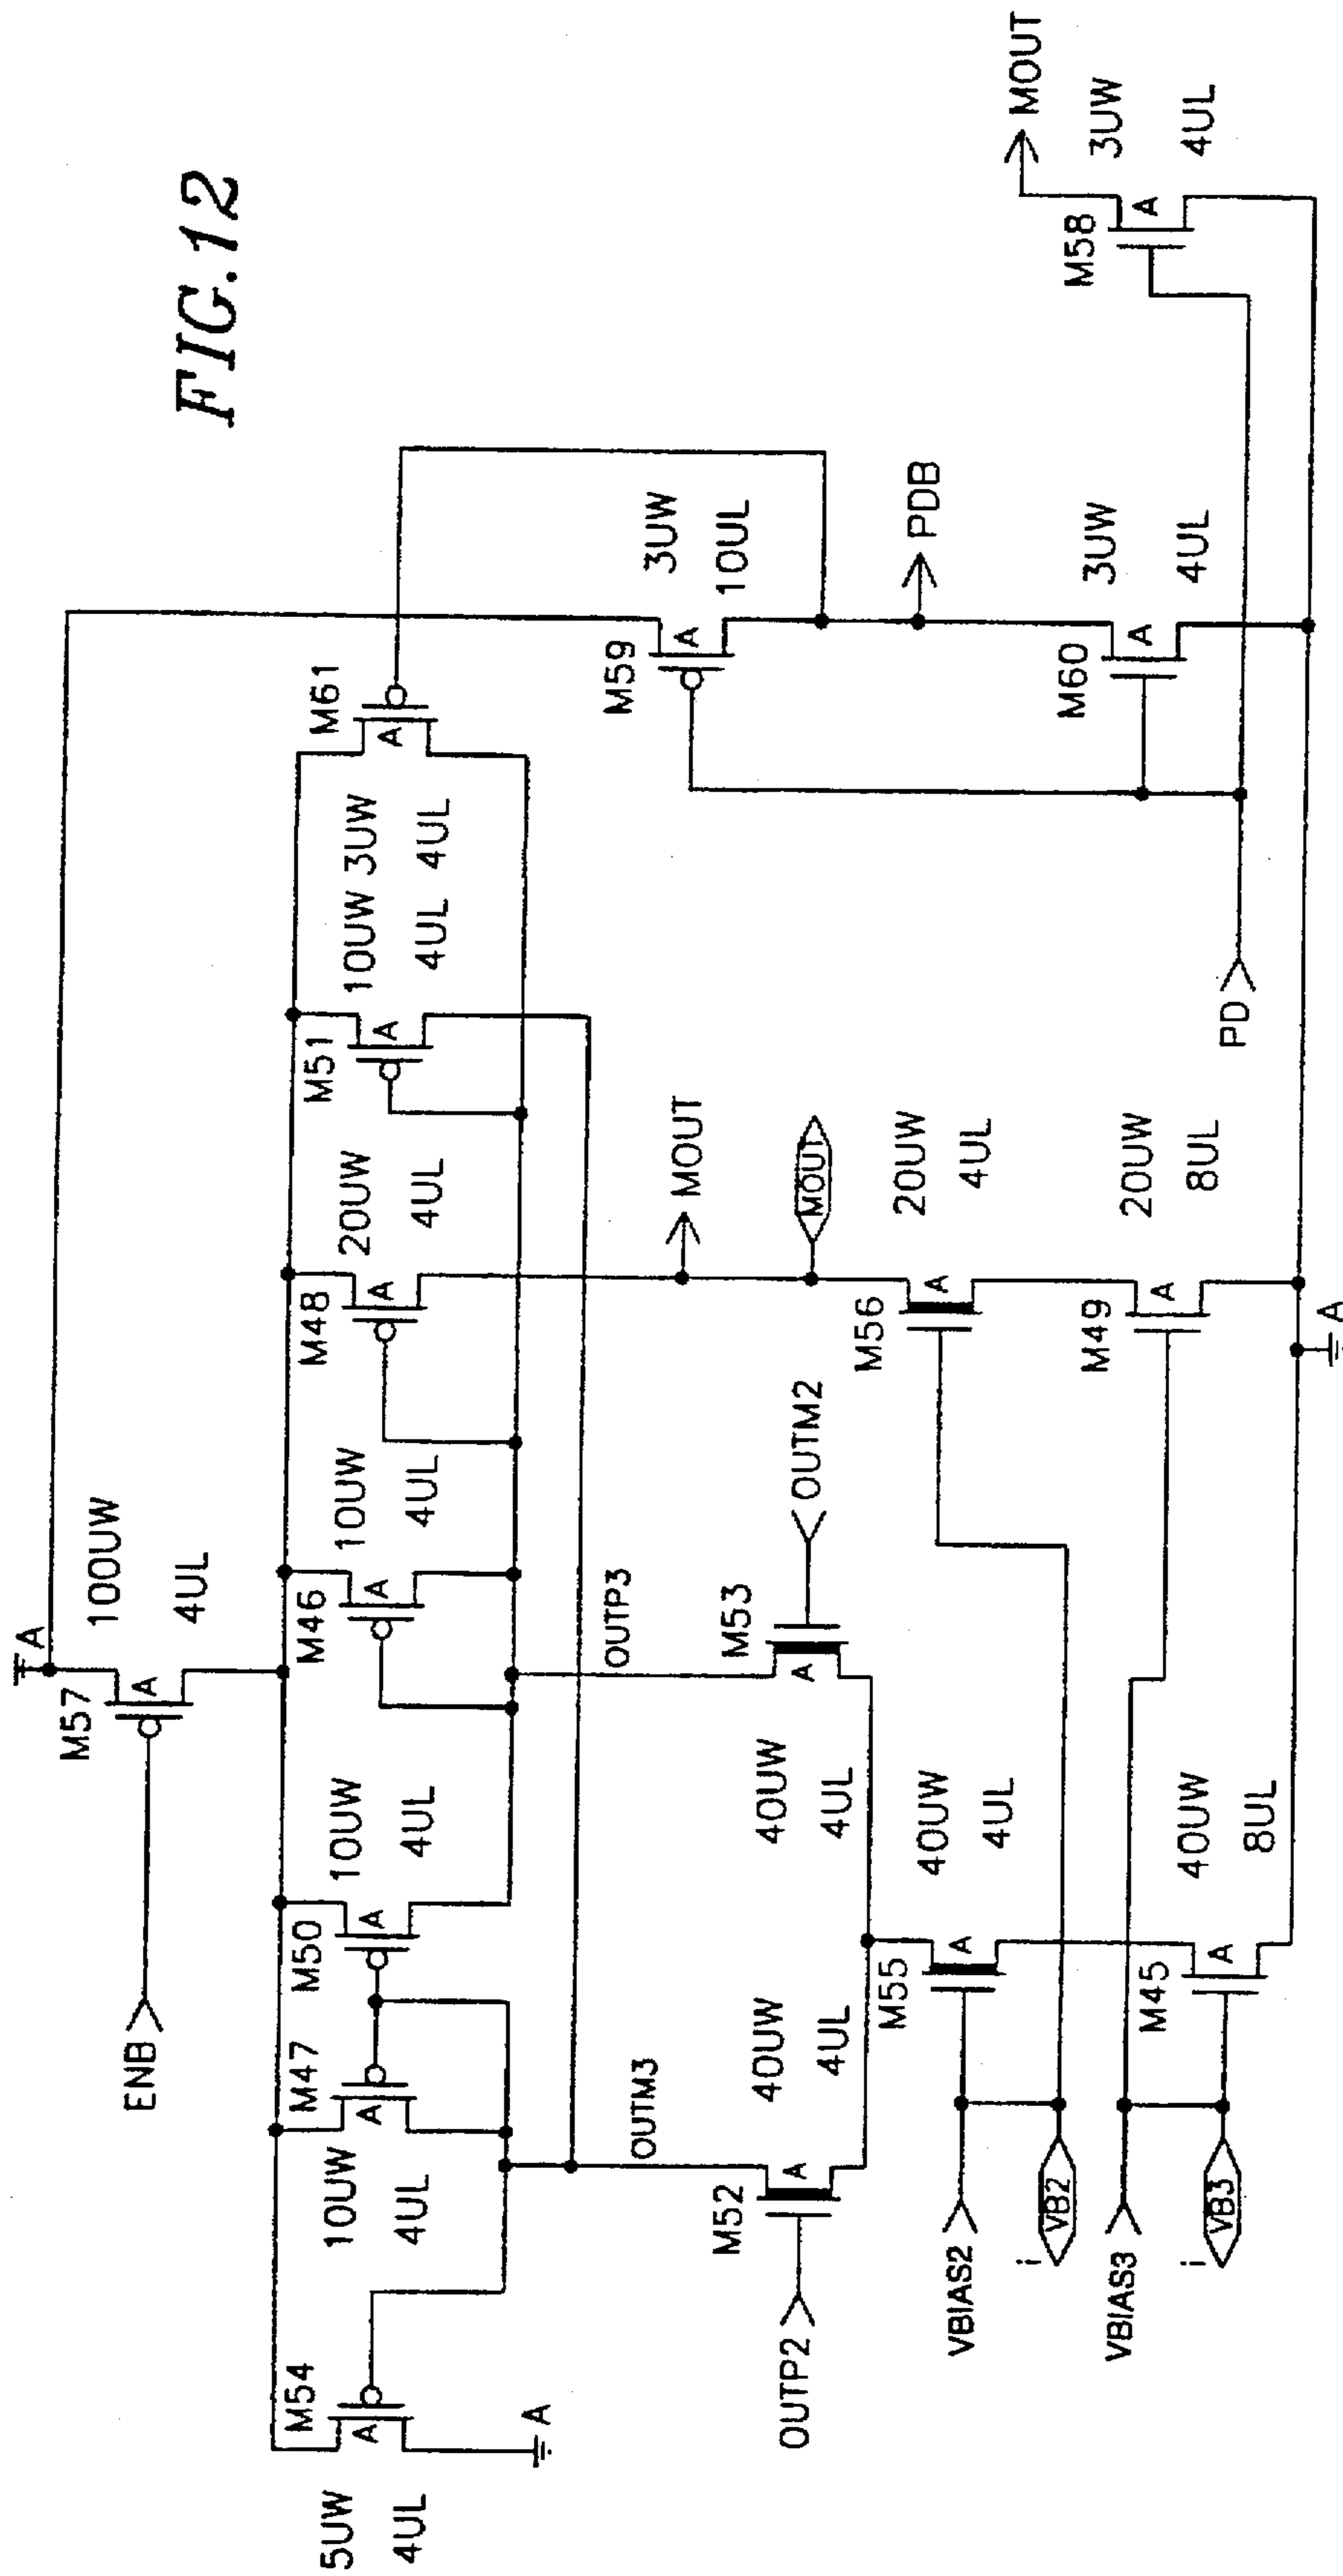 FIG.12
A
M57
100UW
4UL
ENB
M54
5UW
4UL
A
M47
10UW
4UL
A
M50
10UW
4UL
A
M46
10UW
4UL
A
M48
20UW
4UL
A
M51
10UW
4UL
A
M61
3UW
4UL
A
A
A
OUTM3
OUTP3
OUTP2
M52
40UW
4UL
A
M53
40UW
4UL
A
OUTM2
MOUT
MOUT
M55
40UW
4UL
A
M56
20UW
4UL
A
VBIAS2
i
VB2
VBIAS3
i
VB3
M45
40UW
8UL
A
M49
20UW
8UL
A
A
M59
3UW
10UL
A
PDB
M60
3UW
4UL
A
PD
M58
3UW
4UL
A
MOUT